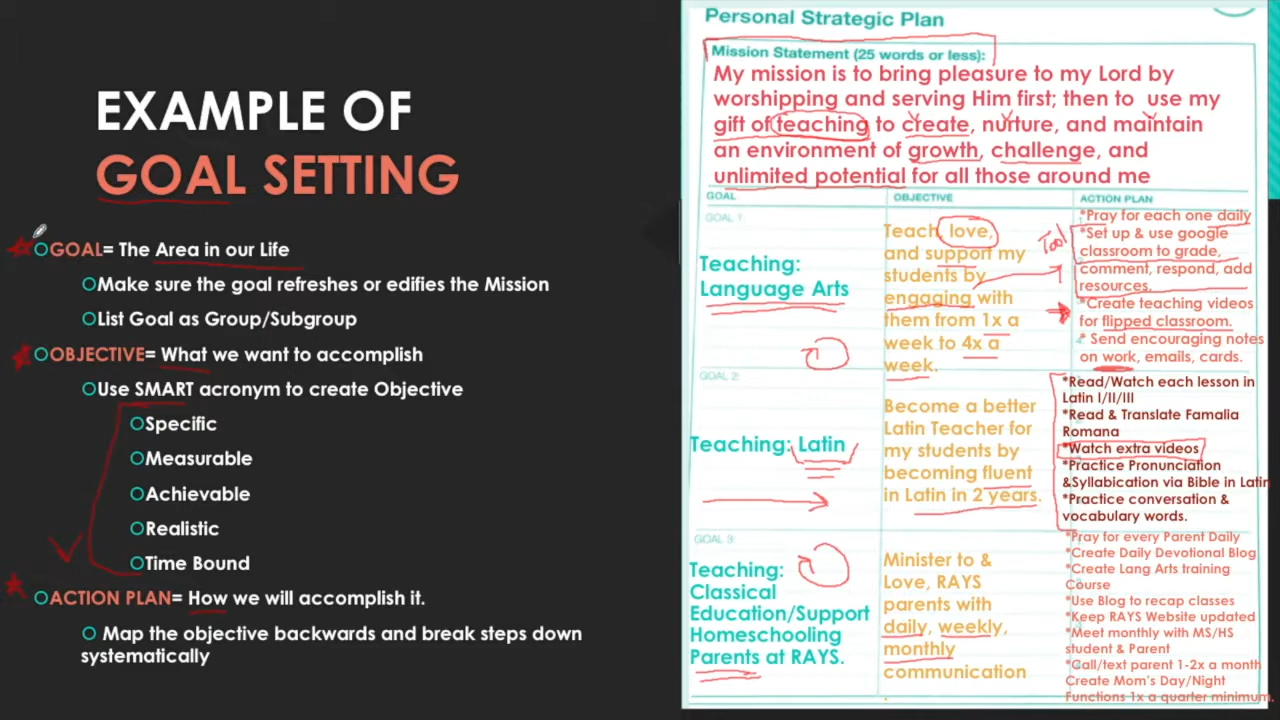 EXAMPLE OF
GOAL SETTING
GOAL= The Area in our Life
Make sure the goal refreshes or edifies the Mission
List Goal as Group/Subgroup
OBJECTIVE= What we want to accomplish
Use SMART acronym to create Objective
Specific
Measurable
Achievable
Realistic
Time Bound
ACTION PLAN= How we will accomplish it.
Map the objective backwards and break steps down
systematically
Personal Strategic Plan
Mission Statement (25 words or less):
My mission is to bring pleasure to my Lord by
worshipping and serving Him first; then to use my
gift of teaching to create, nurture, and maintain
an environment of growth, challenge, and
unlimited potential for all those around me
GOAL
OBJECTIVE
ACTION PLAN
GOAL 1:
Teaching:
Language Arts
Teach, love,
and support my
students by
engaging with
them from 1x a
week to 4x a
week.
Tool
*Pray for each one daily
*Set up & use google
classroom to grade,
comment, respond, add
resources.
*Create teaching videos
for flipped classroom.
* Send encouraging notes
on work, emails, cards.
GOAL 2:
Teaching: Latin
Become a better
Latin Teacher for
my students by
becoming fluent
in Latin in 2 years.
*Read/Watch each lesson in
Latin I/II/III
*Read & Translate Famalia
Romana
*Watch extra videos
*Practice Pronunciation
&Syllabication via Bible in Latin
*Practice conversation &
vocabulary words.
GOAL 3:
Teaching:
Classical
Education/Support
Homeschooling
Parents at RAYS.
Minister to &
Love, RAYS
parents with
daily, weekly,
monthly
communication
.
*Pray for every Parent Daily
*Create Daily Devotional Blog
*Create Lang Arts training
Course
*Use Blog to recap classes
*Keep RAYS Website updated
*Meet monthly with MS/HS
student & Parent
*Call/text parent 1-2x a month
Create Mom's Day/Night
Functions 1x a quarter minimum.